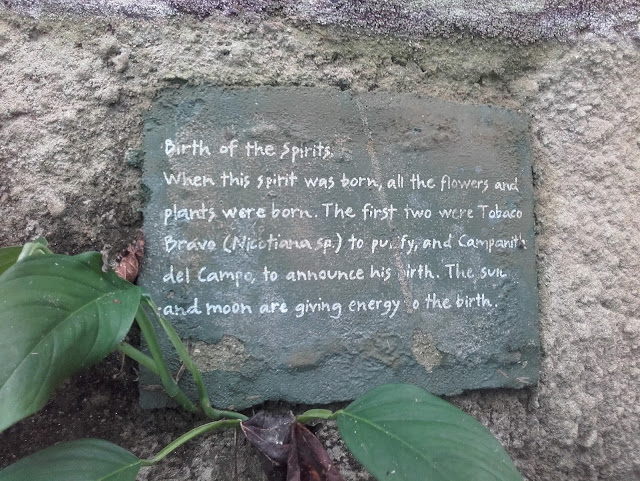 Birth of the Spirits.
When this spirit was born, all the flowers and
plants were born. The first two were Tobaco
Bravo (Nicotiana sp.) to purify, and Campanita
del Campo, to announce his birth. The sun
and moon are giving energy to the birth.